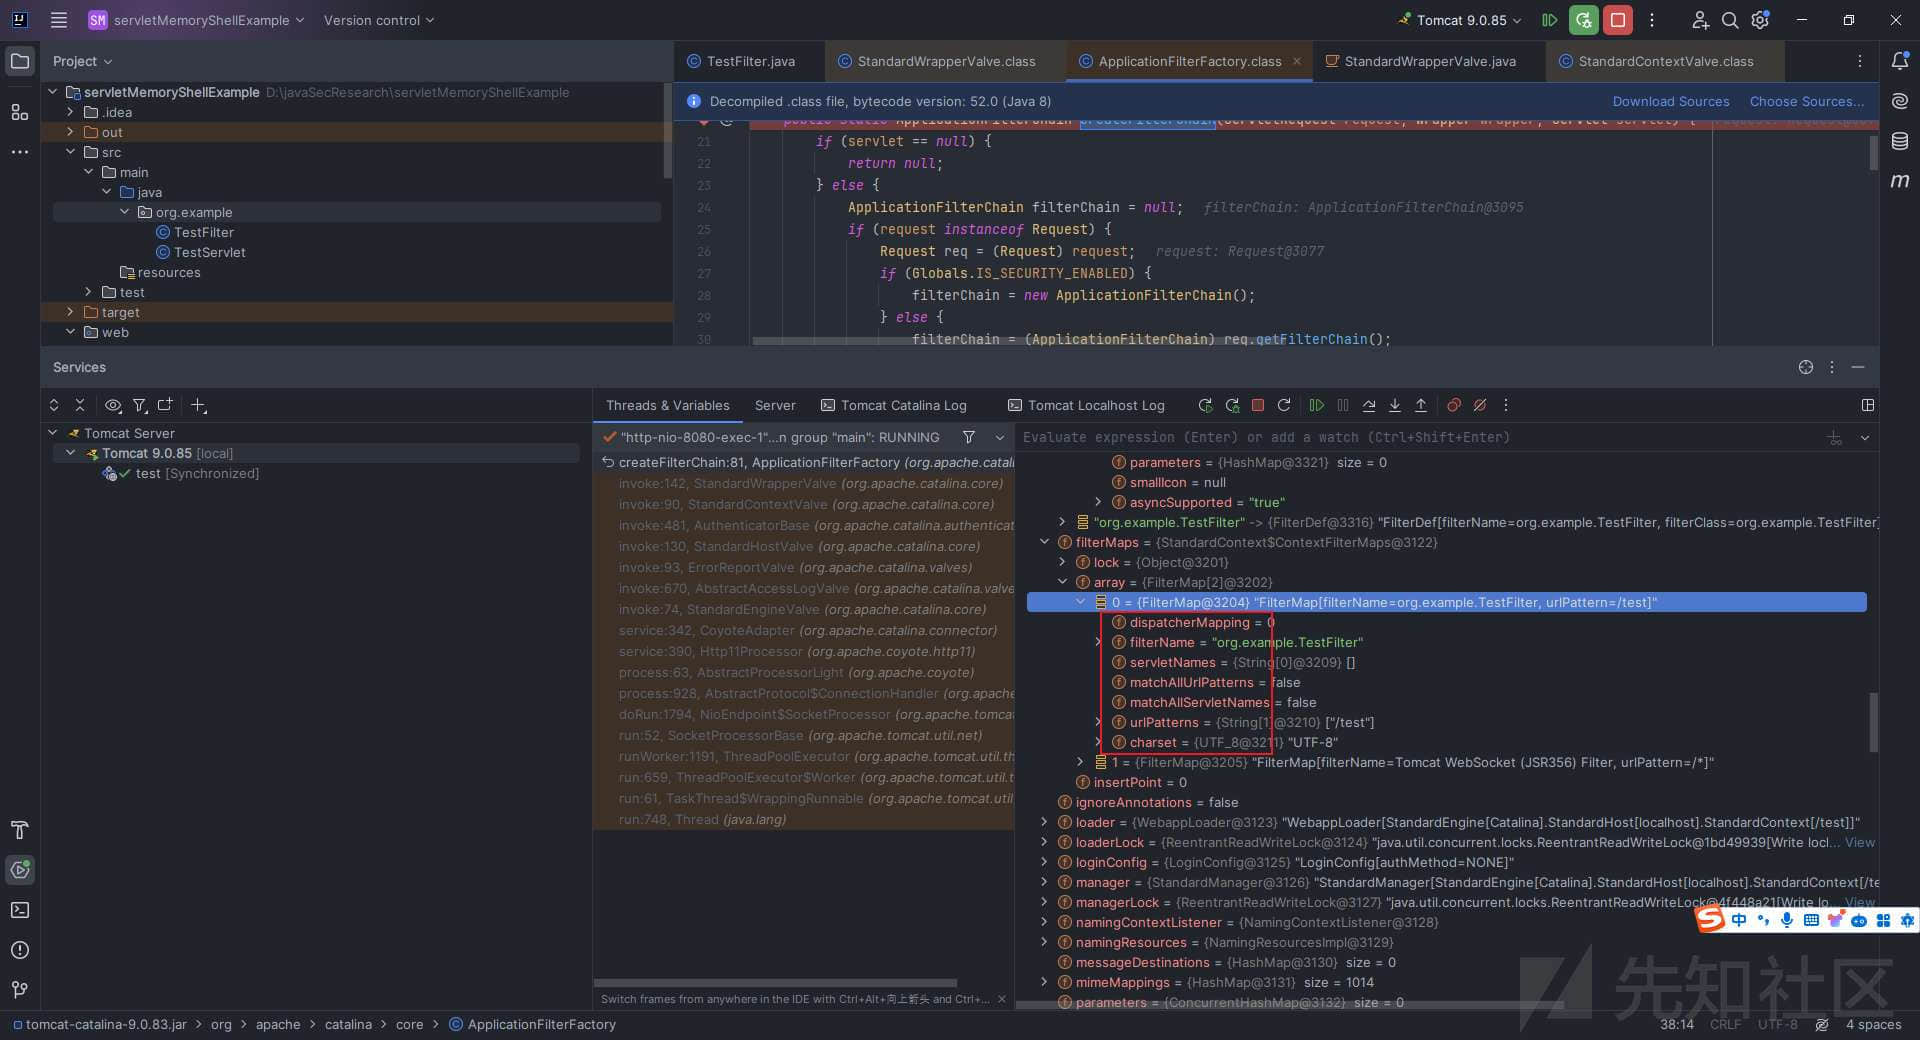 SM servletMemoryShellExample Version control Tomcat 9.0.85
Project
TestFilter.java StandardWrapperValve.class ApplicationFilterFactory.class StandardWrapperValve.java StandardContextValve.class
servletMemoryShellExample D:\javaSecResearch\servletMemoryShellExample
.idea
out
src
main
java
org.example
TestFilter
TestServlet
resources
test
target
web
Decompiled .class file, bytecode version: 52.0 (Java 8) Download Sources Choose Sources...
21 if (servlet == null) {
22 return null;
23 } else {
24 ApplicationFilterChain filterChain = null; filterChain: ApplicationFilterChain@3095
25 if (request instanceof Request) {
26 Request req = (Request) request; request: Request@3077
27 if (Globals.IS_SECURITY_ENABLED) {
28 filterChain = new ApplicationFilterChain();
29 } else {
30 filterChain = (ApplicationFilterChain) req.getFilterChain();
Services
Threads & Variables Server Tomcat Catalina Log Tomcat Localhost Log
Tomcat Server
Tomcat 9.0.85 [local]
test [Synchronized]
"http-nio-8080-exec-1"...n group "main": RUNNING
createFilterChain:81, ApplicationFilterFactory (org.apache.catali
invoke:142, StandardWrapperValve (org.apache.catalina.core)
invoke:90, StandardContextValve (org.apache.catalina.core)
invoke:481, AuthenticatorBase (org.apache.catalina.authenticat
invoke:130, StandardHostValve (org.apache.catalina.core)
invoke:93, ErrorReportValve (org.apache.catalina.valves)
invoke:670, AbstractAccessLogValve (org.apache.catalina.valve
invoke:74, StandardEngineValve (org.apache.catalina.core)
service:342, CoyoteAdapter (org.apache.catalina.connector)
service:390, Http11Processor (org.apache.coyote.http11)
process:63, AbstractProcessorLight (org.apache.coyote)
process:928, AbstractProtocol$ConnectionHandler (org.apache.
doRun:1794, NioEndpoint$SocketProcessor (org.apache.tomcat
run:52, SocketProcessorBase (org.apache.tomcat.util.net)
runWorker:1191, ThreadPoolExecutor (org.apache.tomcat.util.th
run:659, ThreadPoolExecutor$Worker (org.apache.tomcat.util.t
run:61, TaskThread$WrappingRunnable (org.apache.tomcat.util
run:748, Thread (java.lang)
Switch frames from anywhere in the IDE with Ctrl+Alt+向上箭头 and Ctrl+...
Evaluate expression (Enter) or add a watch (Ctrl+Shift+Enter)
parameters = {HashMap@3321} size = 0
smallIcon = null
asyncSupported = "true"
"org.example.TestFilter" -> {FilterDef@3316} "FilterDef[filterName=org.example.TestFilter, filterClass=org.example.TestFilter]
filterMaps = {StandardContext$ContextFilterMaps@3122}
lock = {Object@3201}
array = {FilterMap[2]@3202}
0 = {FilterMap@3204} "FilterMap[filterName=org.example.TestFilter, urlPattern=/test]"
dispatcherMapping = 0
filterName = "org.example.TestFilter"
servletNames = {String[0]@3209} []
matchAllUrlPatterns = false
matchAllServletNames = false
urlPatterns = {String[1]@3210} ["/test"]
charset = {UTF_8@3211} "UTF-8"
1 = {FilterMap@3205} "FilterMap[filterName=Tomcat WebSocket (JSR356) Filter, urlPattern=/*]"
insertPoint = 0
ignoreAnnotations = false
loader = {WebappLoader@3123} "WebappLoader[StandardEngine[Catalina].StandardHost[localhost].StandardContext[/test]]"
loaderLock = {ReentrantReadWriteLock@3124} "java.util.concurrent.locks.ReentrantReadWriteLock@1bd49939[Write locl... View
loginConfig = {LoginConfig@3125} "LoginConfig[authMethod=NONE]"
manager = {StandardManager@3126} "StandardManager[StandardEngine[Catalina].StandardHost[localhost].StandardContext[/te
managerLock = {ReentrantReadWriteLock@3127} "java.util.concurrent.locks.ReentrantReadWriteLock@4f448a21[Write lo... View
namingContextListener = {NamingContextListener@3128}
namingResources = {NamingResourcesImpl@3129}
messageDestinations = {HashMap@3130} size = 0
mimeMappings = {HashMap@3131} size = 1014
parameters = {ConcurrentHashMap@3132} size = 0
中
先知社区
tomcat-catalina-9.0.83.jar > org > apache > catalina > core > ApplicationFilterFactory 38:14 CRLF UTF-8 4 spaces